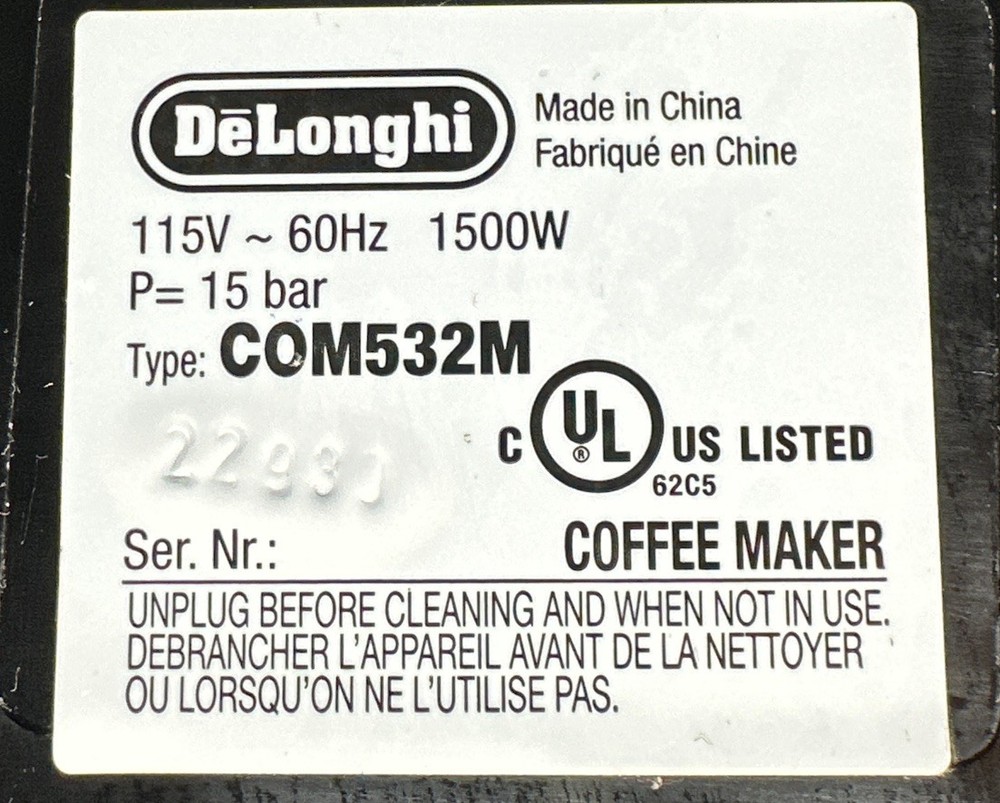 DēLonghi
Made in China
Fabriqué en Chine
115V ~ 60Hz 1500W
P= 15 bar
Type: COM532M
C UL® US LISTED
62C5
Ser. Nr.:
COFFEE MAKER
UNPLUG BEFORE CLEANING AND WHEN NOT IN USE.
DEBRANCHER L'APPAREIL AVANT DE LA NETTOYER
OU LORSQU'ON NE L'UTILISE PAS.